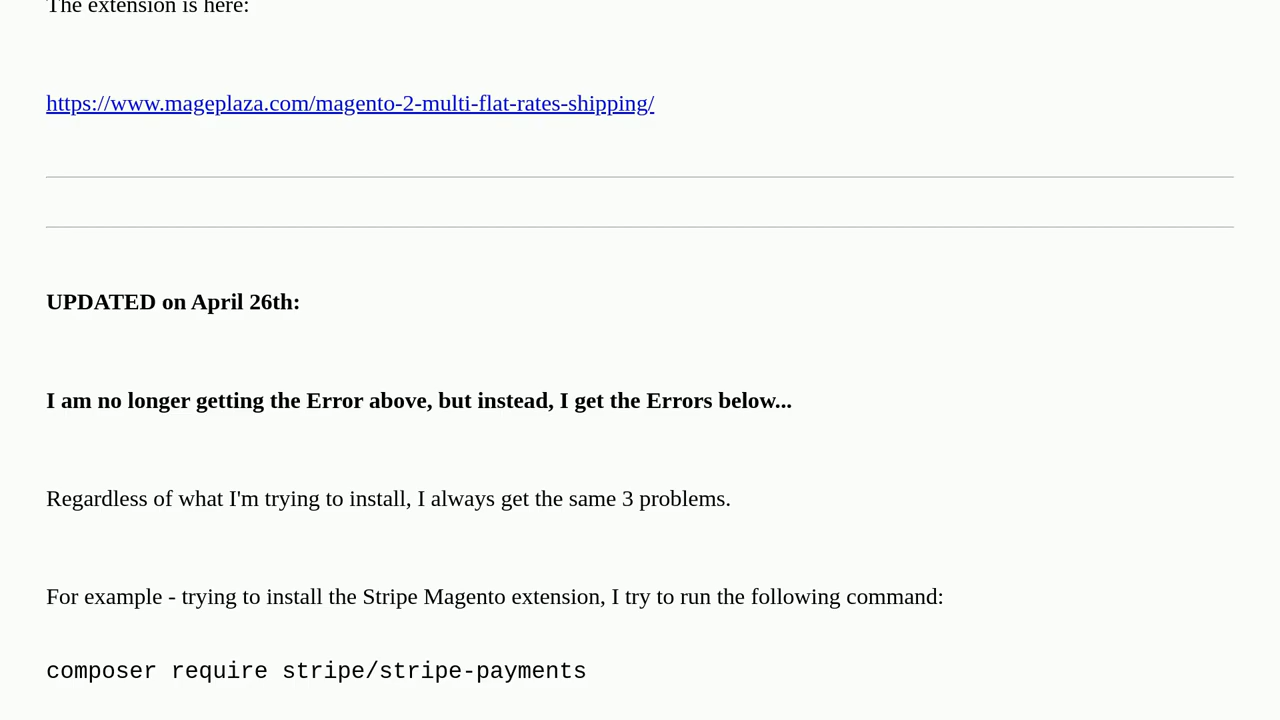 The extension is here:
https://www.mageplaza.com/magento-2-multi-flat-rates-shipping/
UPDATED on April 26th:
I am no longer getting the Error above, but instead, I get the Errors below...
Regardless of what I'm trying to install, I always get the same 3 problems.
For example - trying to install the Stripe Magento extension, I try to run the following command:
composer require stripe/stripe-payments